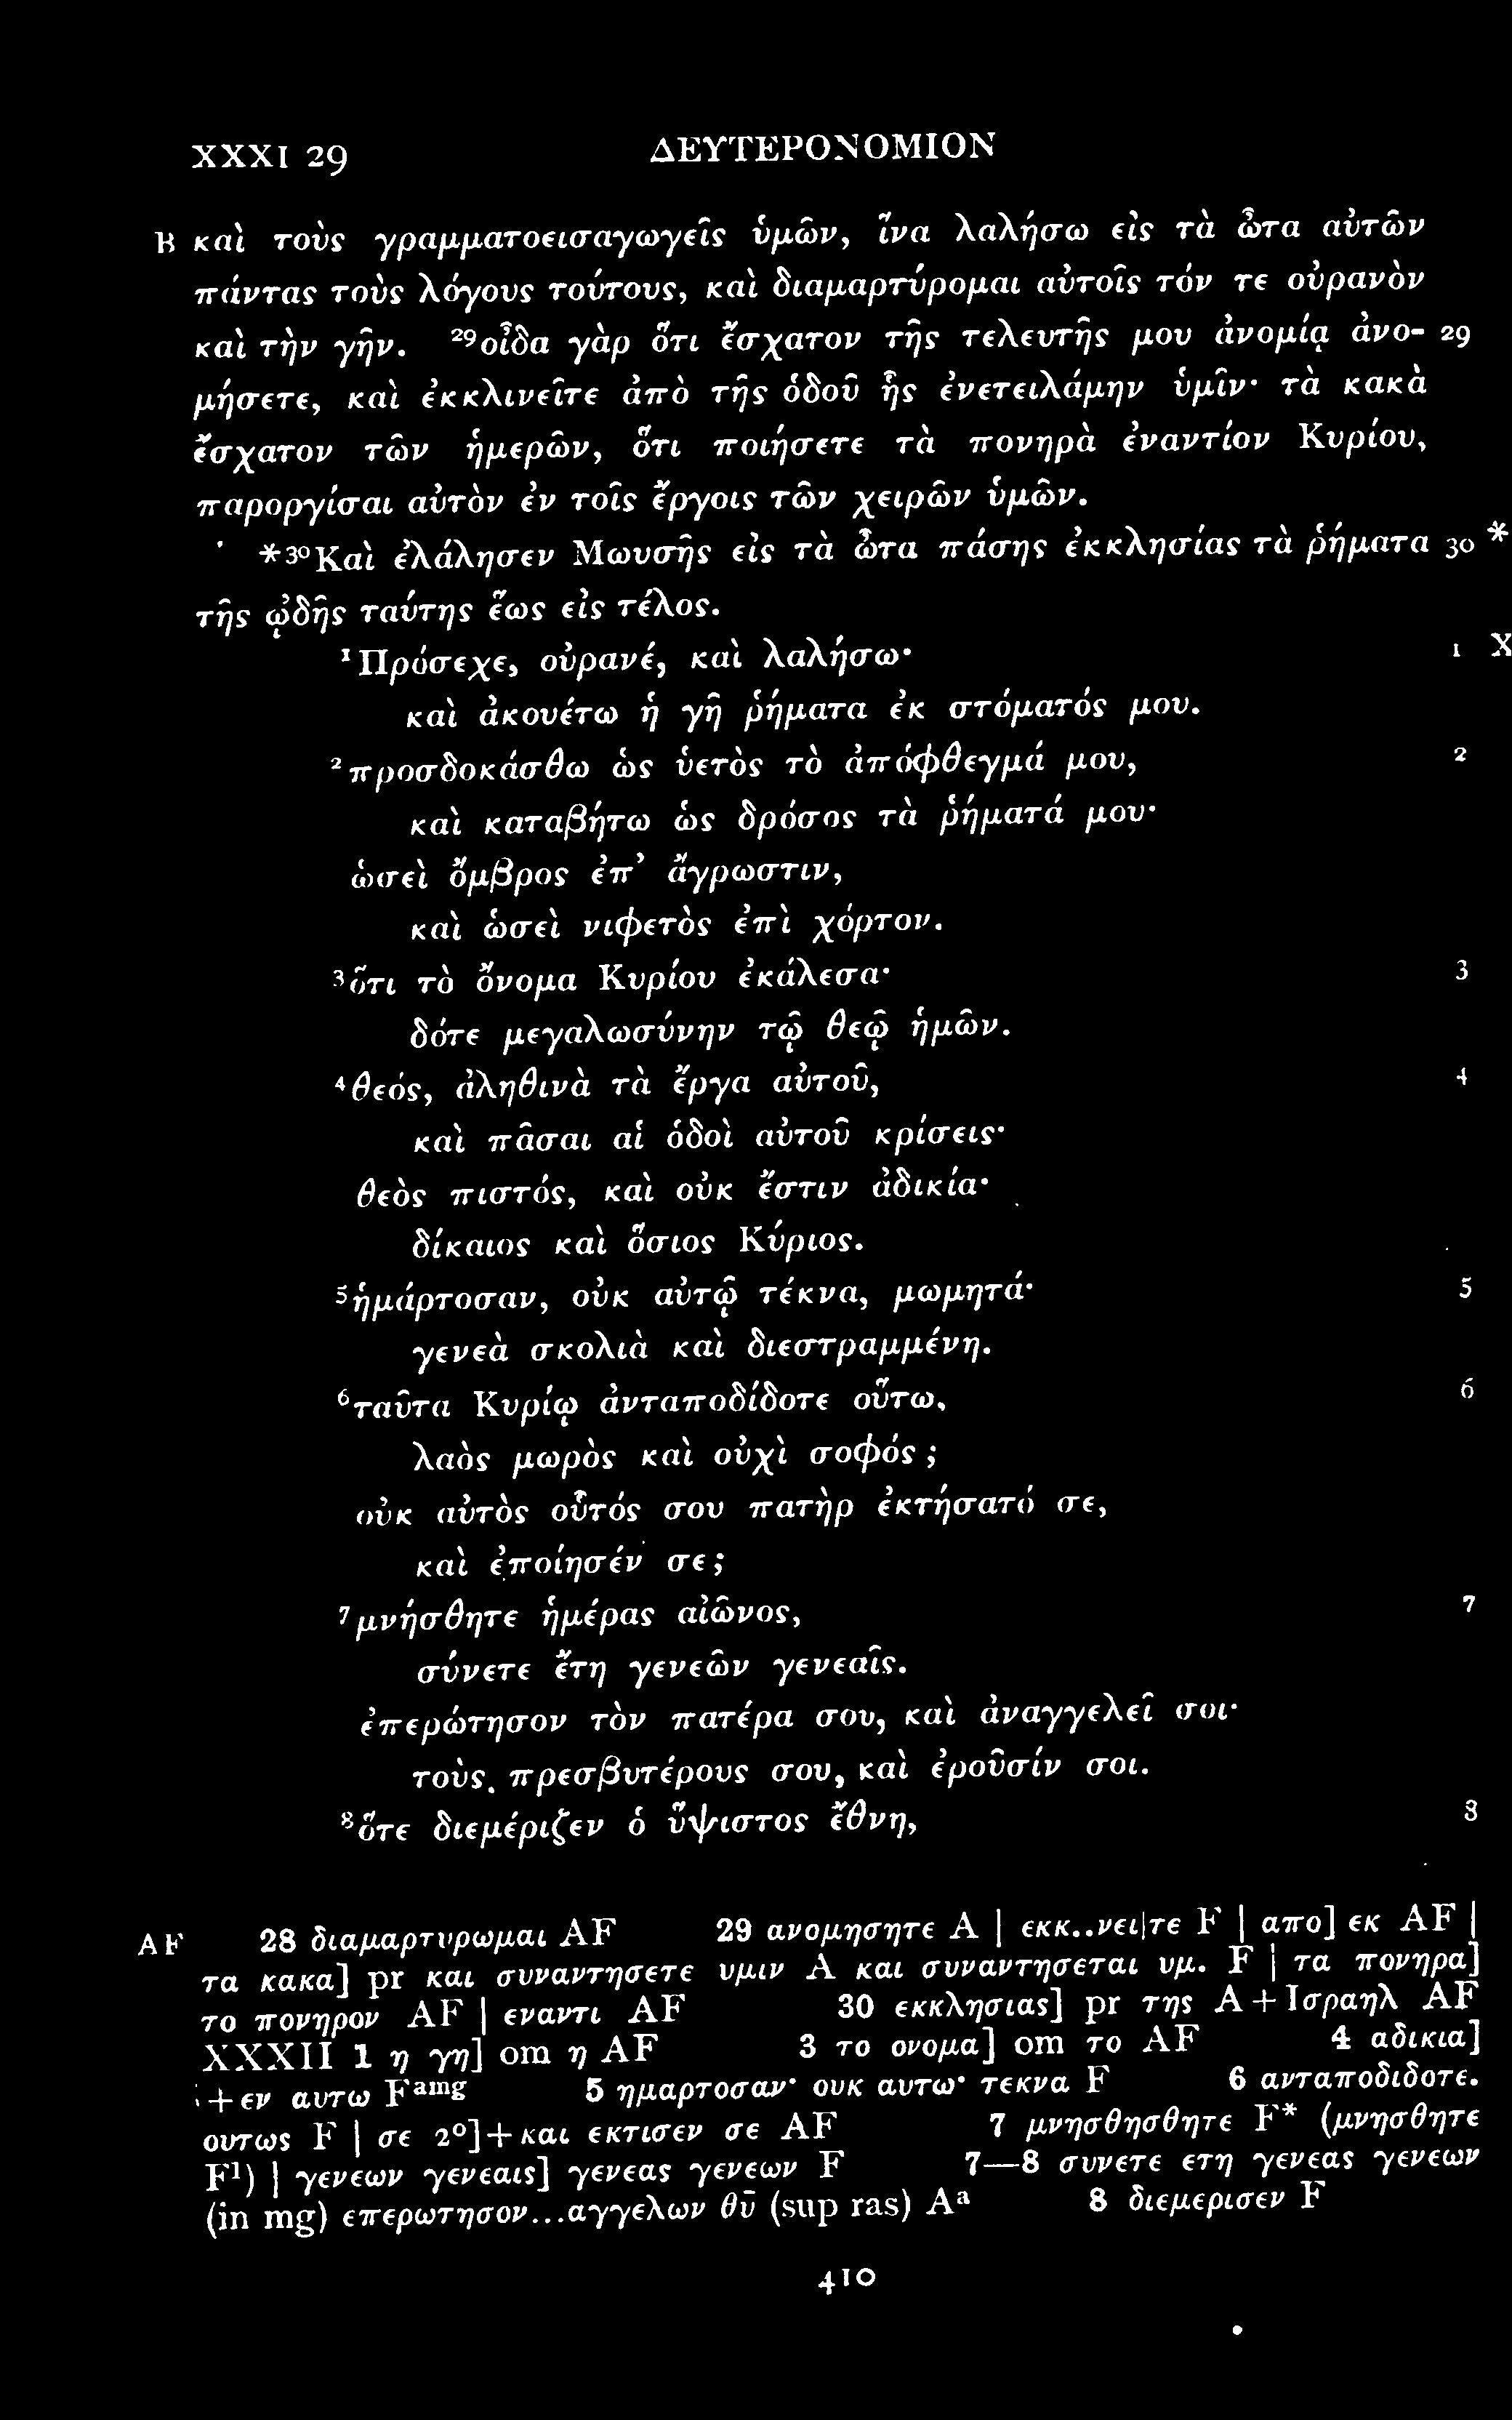 XXXI 29 ΔΕΥΤΕΡΟΝΟΜΙΟΝ
B καὶ τοὺς γραμματοεισαγωγεῖς ὑμῶν, ἵνα λαλήσω εἰς τὰ ὦτα αὐτῶν
πάντας τοὺς λόγους τούτους, καὶ διαμαρτύρομαι αὐτοῖς τόν τε οὐρανὸν
καὶ τὴν γῆν. ²⁹οἶδα γὰρ ὅτι ἔσχατον τῆς τελευτῆς μου ἀνομίᾳ ἀνο- 29
μήσετε, καὶ ἐκκλινεῖτε ἀπὸ τῆς ὁδοῦ ἧς ἐνετειλάμην ὑμῖν· τὰ κακὰ
ἔσχατον τῶν ἡμερῶν, ὅτι ποιήσετε τὰ πονηρὰ ἐναντίον Κυρίου,
παροργίσαι αὐτὸν ἐν τοῖς ἔργοις τῶν χειρῶν ὑμῶν.
*³⁰Καὶ ἐλάλησεν Μωυσῆς εἰς τὰ ὦτα πάσης ἐκκλησίας τὰ ῥήματα 30 *
τῆς ᾠδῆς ταύτης ἕως εἰς τέλος.
¹Πρόσεχε, οὐρανέ, καὶ λαλήσω· 1 X
καὶ ἀκουέτω ἡ γῆ ῥήματα ἐκ στόματός μου.
²προσδοκάσθω ὡς ὑετὸς τὸ ἀπόφθεγμά μου, 2
καὶ καταβήτω ὡς δρόσος τὰ ῥήματά μου·
ὡσεὶ ὄμβρος ἐπ᾽ ἄγρωστιν,
καὶ ὡσεὶ νιφετὸς ἐπὶ χόρτον.
³ὅτι τὸ ὄνομα Κυρίου ἐκάλεσα· 3
δότε μεγαλωσύνην τῷ θεῷ ἡμῶν.
⁴θεός, ἀληθινὰ τὰ ἔργα αὐτοῦ, 4
καὶ πᾶσαι αἱ ὁδοὶ αὐτοῦ κρίσεις·
θεὸς πιστός, καὶ οὐκ ἔστιν ἀδικία·
δίκαιος καὶ ὅσιος Κύριος.
⁵ἡμάρτοσαν, οὐκ αὐτῷ τέκνα, μωμητά· 5
γενεὰ σκολιὰ καὶ διεστραμμένη.
⁶ταῦτα Κυρίῳ ἀνταποδίδοτε οὕτω, 6
λαὸς μωρὸς καὶ οὐχὶ σοφός ;
οὐκ αὐτὸς οὗτός σου πατὴρ ἐκτήσατό σε,
καὶ ἐποίησέν σε ;
⁷μνήσθητε ἡμέρας αἰῶνος, 7
σύνετε ἔτη γενεῶν γενεαῖς.
ἐπερώτησον τὸν πατέρα σου, καὶ ἀναγγελεῖ σοι·
τοὺς πρεσβυτέρους σου, καὶ ἐροῦσίν σοι.
⁸ὅτε διεμέριζεν ὁ ὕψιστος ἔθνη, 8
AF 28 διαμαρτυρωμαι AF 29 ανομησητε A | εκκ..νει|τε F | απο] εκ AF |
τα κακα] pr και συναντησετε υμιν A και συναντησεται υμ. F | τα πονηρα]
το πονηρον AF | εναντι AF 30 εκκλησιας] pr της A + Ισραηλ AF
XXXII 1 η γη] om η AF 3 το ονομα] om το AF 4 αδικια]
+ εν αυτω Fᵃᵐᵍ 5 ημαρτοσαν· ουκ αυτω· τεκνα F 6 ανταποδιδοτε.
ουτως F | σε 2°] + και εκτισεν σε AF 7 μνησθησθητε F* (μνησθητε
F¹) | γενεων γενεαις] γενεας γενεων F 7—8 συνετε ετη γενεας γενεων
(in mg) επερωτησον...αγγελων θῡ (sup ras) Aᵃ 8 διεμερισεν F
410